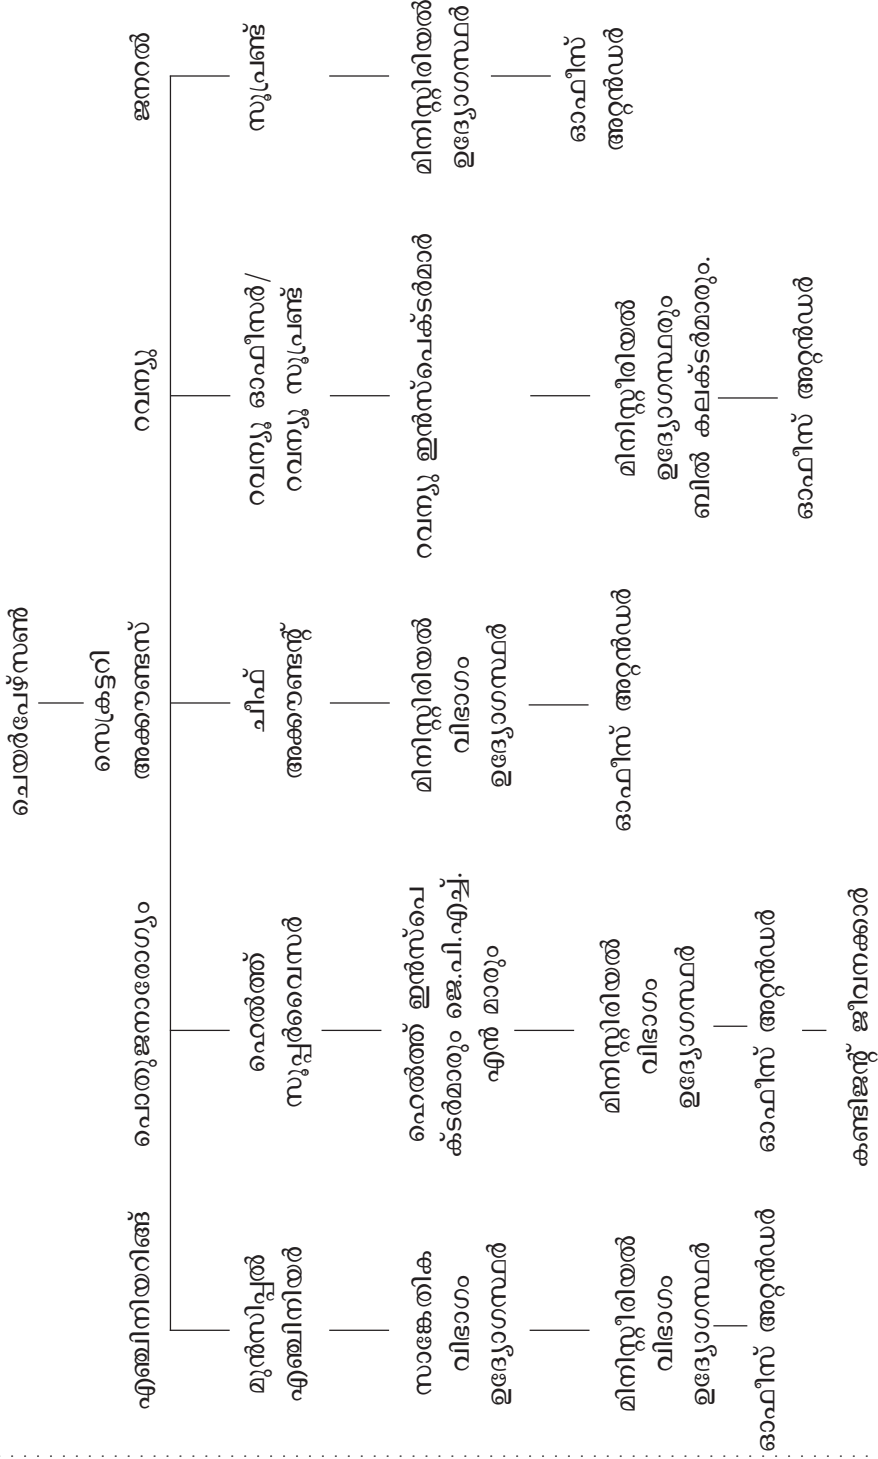 ചെയർപേഴ്സൺ
സെക്രട്ടറി
എഞ്ചിനിയറിങ്ങ്
പൊതുജനാരോഗ്യം
അക്കൗണ്ടസ്
റവന്യു
ജനറൽ
മുൻസിപ്പൽ
എഞ്ചിനിയർ
ഹെൽത്ത്
സൂപ്പർവൈസർ
ചീഫ്
അക്കൗണ്ടന്റ്
റവന്യു ഓഫീസർ/
റവന്യു സൂപ്രണ്ട്
സൂപ്രണ്ട്
സാങ്കേതിക
വിഭാഗം
ഉദ്യോഗസ്ഥർ
ഹെൽത്ത് ഇൻസ്പെ
ക്ടർമാരും ജെ.പി.എച്ച്.
എൻ മാരും
മിനിസ്റ്റിരിയൽ
വിഭാഗം
ഉദ്യോഗസ്ഥർ
റവന്യു ഇൻസ്പെക്ടർമാർ
മിനിസ്റ്റിരിയൽ
ഉദ്യോഗസ്ഥർ
മിനിസ്റ്റീരിയൽ
വിഭാഗം
ഉദ്യോഗസ്ഥർ
മിനിസ്റ്റിരിയൽ
വിഭാഗം
ഉദ്യോഗസ്ഥർ
ഓഫീസ് അറ്റൻഡർ
മിനിസ്റ്റീരിയൽ
ഉദ്യോഗസ്ഥരും
ബിൽ കലക്ടർമാരും.
ഓഫീസ്
അറ്റൻഡർ
ഓഫീസ് അറ്റൻഡർ
ഓഫീസ് അറ്റൻഡർ
ഓഫീസ് അറ്റൻഡർ
കണ്ടിജന്റ് ജീവനക്കാർ